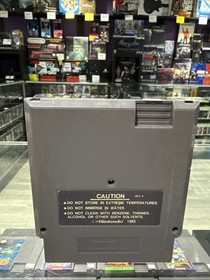 CAUTION
● DO NOT STORE IN EXTREME TEMPERATURES.
● DO NOT IMMERSE IN WATER.
● DO NOT CLEAN WITH BENZENE, THINNER,
ALCOHOL OR OTHER SUCH SOLVENTS.
©Nintendo 1985